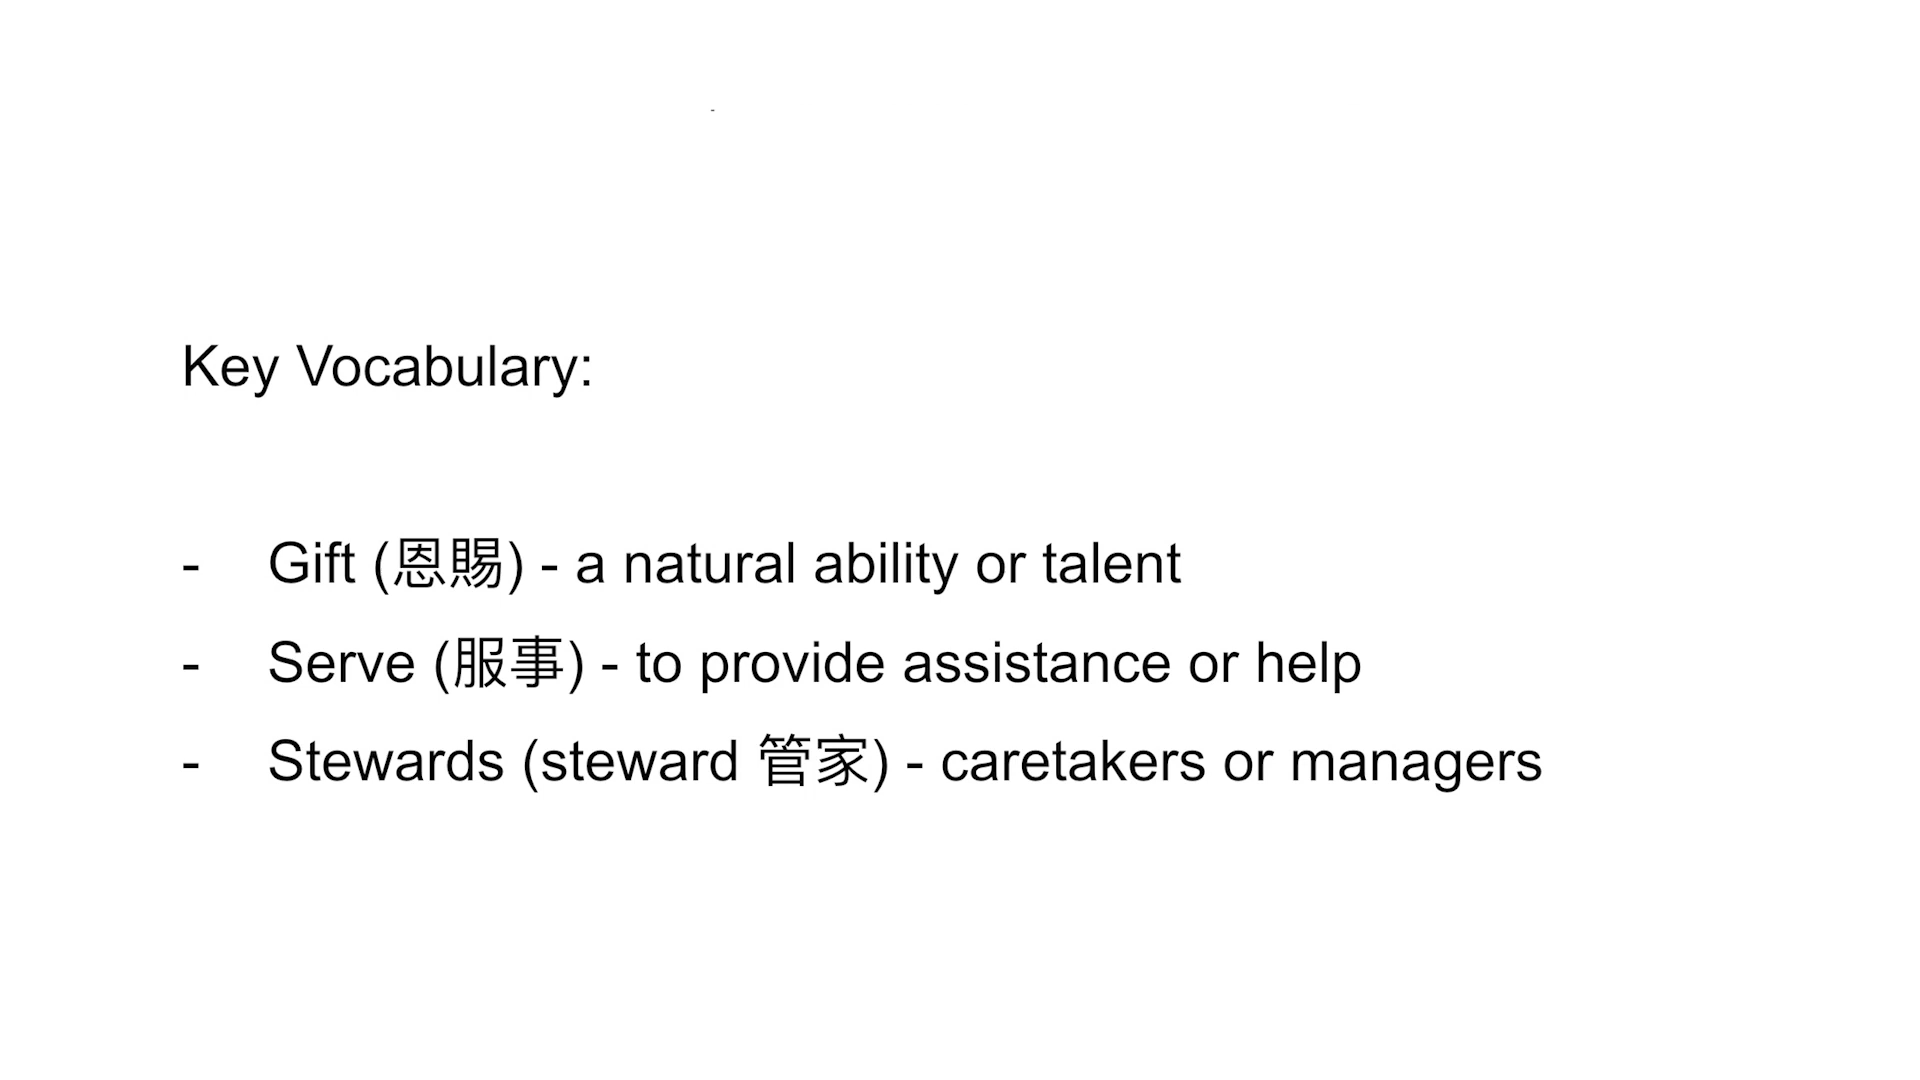 Key Vocabulary:
- Gift (恩賜) - a natural ability or talent
- Serve (服事) - to provide assistance or help
- Stewards (steward 管家) - caretakers or managers